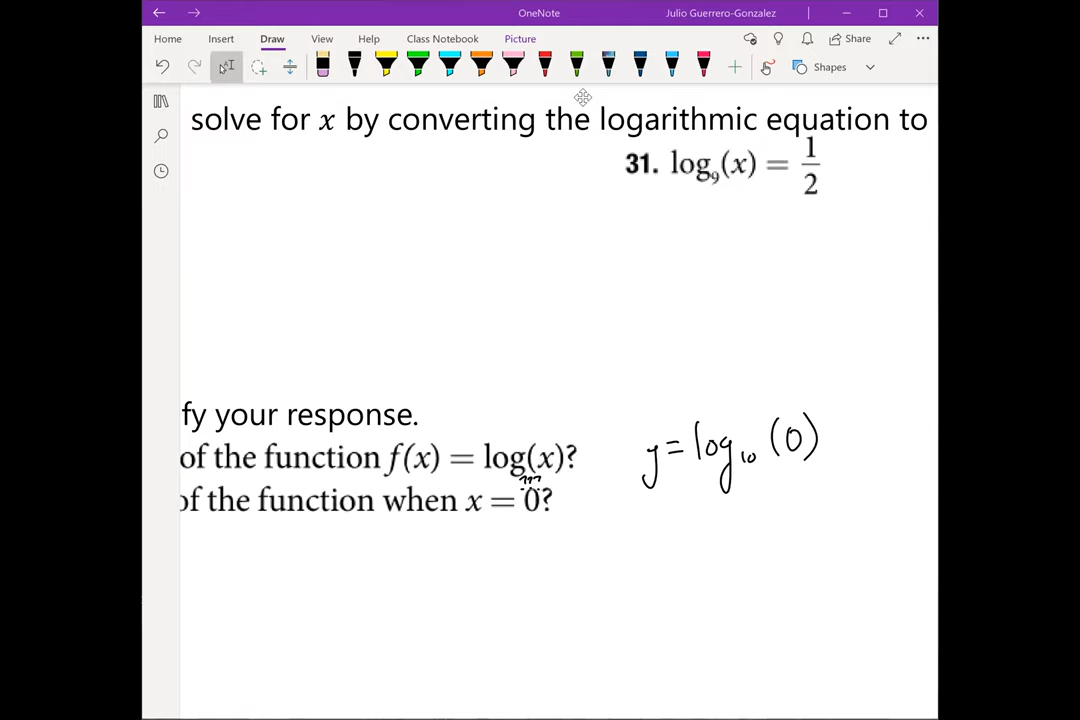 OneNote
Julio Guerrero-Gonzalez
Home Insert Draw View Help Class Notebook Picture Share
Shapes
solve for x by converting the logarithmic equation to
31. log₉(x) = 1/2
fy your response.
of the function f(x) = log(x)?
of the function when x = 0?
y = log₁₀ (0)